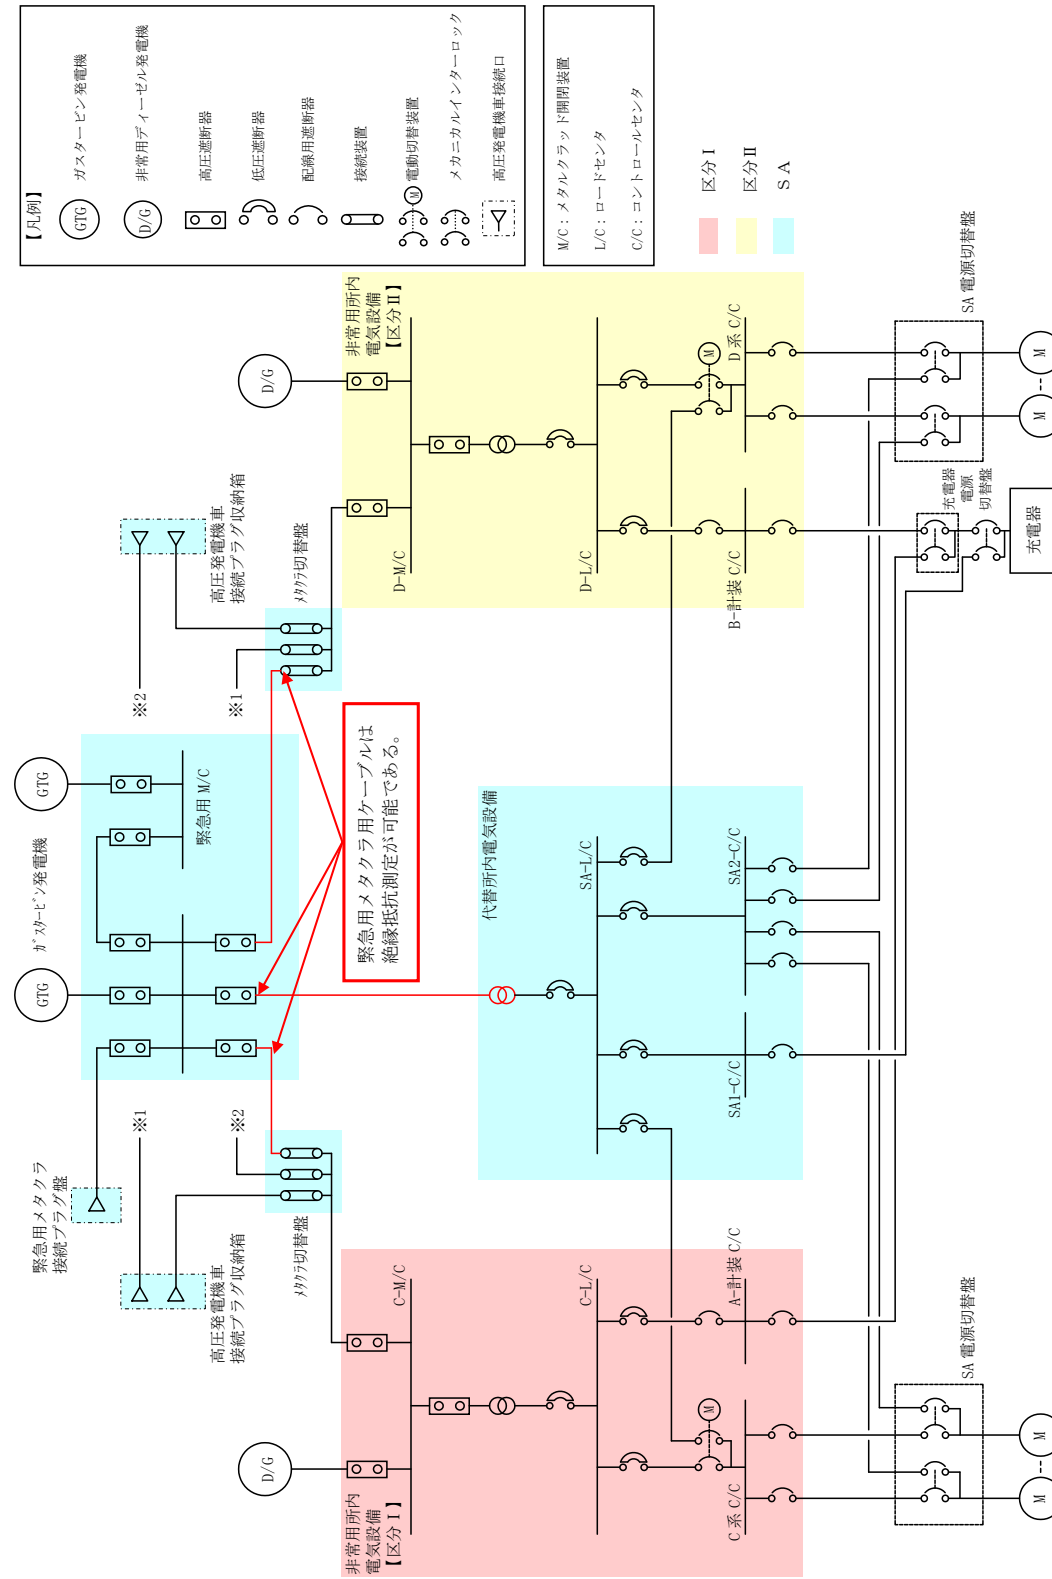 【凡例】
GTG
ガスタービン発電機
D/G
非常用ディーゼル発電機
高圧遮断器
低圧遮断器
配線用遮断器
接続装置
M
電動切替装置
メカニカルインターロック
高圧発電機車接続口
M/C：メタルクラッド開閉装置
L/C：ロードセンタ
C/C：コントロールセンタ
区分Ⅰ
区分Ⅱ
ＳＡ
緊急用メタクラ
接続プラグ盤
GTG
ｶﾞｽﾀｰﾋﾞﾝ発電機
GTG
緊急用 M/C
※1
※2
高圧発電機車
接続プラグ収納箱
ﾒﾀｸﾗ切替盤
※2
※1
高圧発電機車
接続プラグ収納箱
ﾒﾀｸﾗ切替盤
緊急用メタクラ用ケーブルは
絶縁抵抗測定が可能である。
D/G
非常用所内
電気設備
【区分Ⅰ】
C-M/C
C-L/C
M
C 系 C/C
A-計装 C/C
代替所内電気設備
SA-L/C
SA1-C/C
SA2-C/C
D/G
非常用所内
電気設備
【区分Ⅱ】
D-M/C
D-L/C
M
B-計装 C/C
D 系 C/C
SA 電源切替盤
M
M
充電器
電源
切替盤
充電器
SA 電源切替盤
M
M